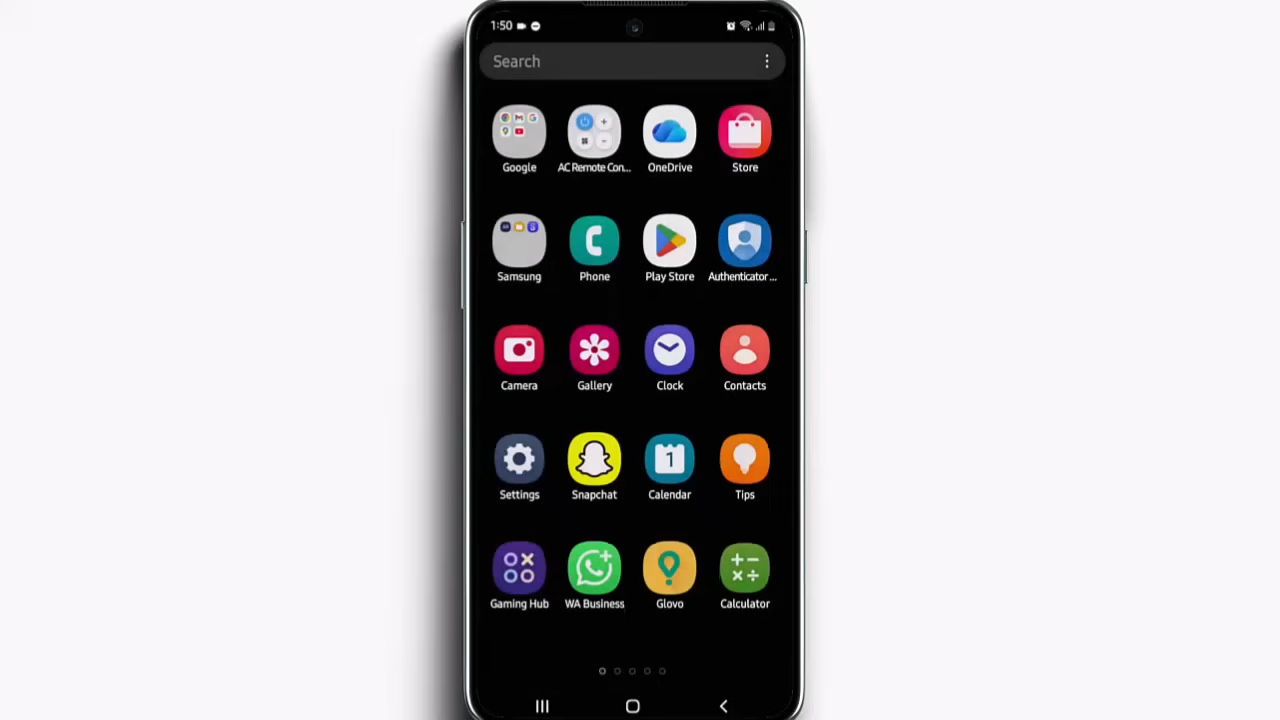 1:50
Search
Google
AC Remote Con...
OneDrive
Store
Samsung
Phone
Play Store
Authenticator...
Camera
Gallery
Clock
Contacts
Settings
Snapchat
1
Calendar
Tips
Gaming Hub
WA Business
Glovo
Calculator